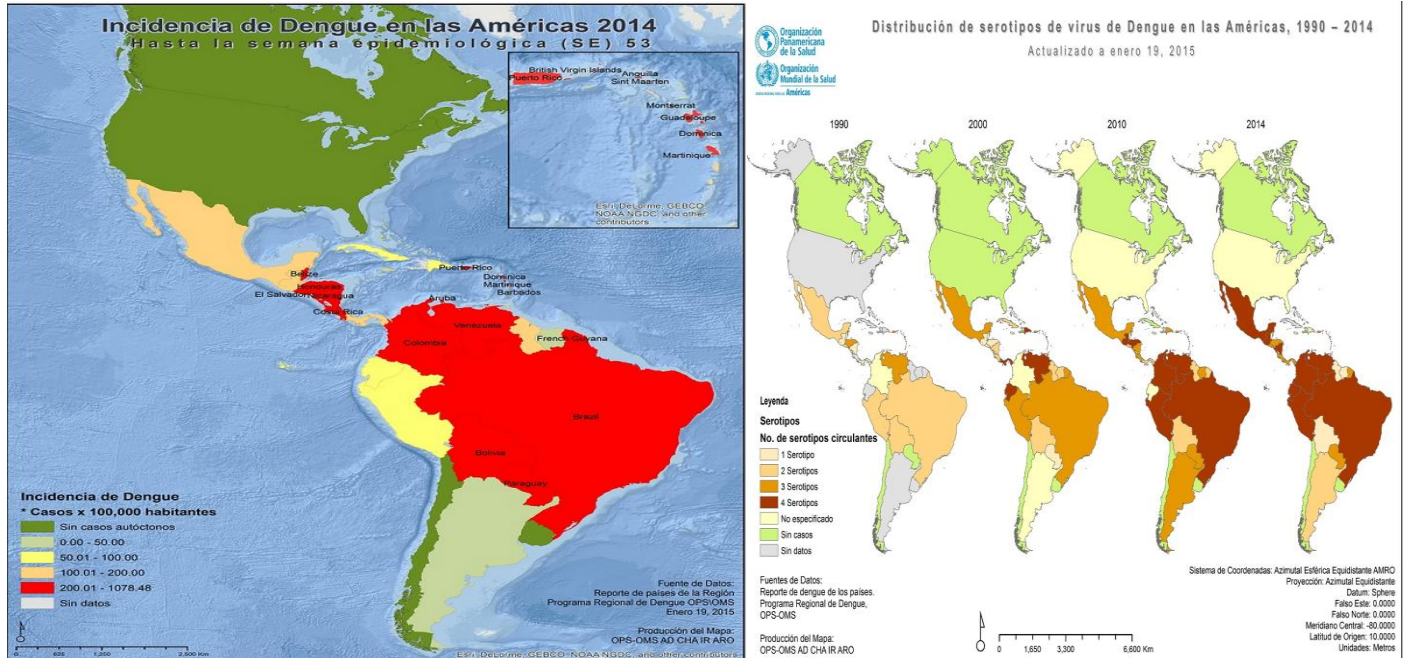 Incidencia de Dengue en las Américas 2014
Hasta la semana epidemiológica (SE) 53
British Virgin Islands
Puerto Rico
Anguilla
Sint Maarten
Montserrat
Guadeloupe
Dominica
Martinique
Esri, DeLorme, GEBCO,
NOAA NGDC, and other
contributors
Belize
Honduras
El Salvador
Nicaragua
Costa Rica
Puerto Rico
Dominica
Martinique
Barbados
Aruba
Venezuela
Colombia
French Guyana
Brazil
Bolivia
Paraguay
Incidencia de Dengue
* Casos x 100,000 habitantes
Sin casos autóctonos
0.00 - 50.00
50.01 - 100.00
100.01 - 200.00
200.01 - 1078.48
Sin datos
0 625 1,250 2,500 Km
Fuente de Datos:
Reporte de países de la Región
Programa Regional de Dengue OPS\OMS
Enero 19, 2015
Producción del Mapa:
OPS-OMS AD CHA IR ARO
Esri, DeLorme, GEBCO, NOAA NGDC, and other contributors
Organización
Panamericana
de la Salud
Organización
Mundial de la Salud
Américas
Distribución de serotipos de virus de Dengue en las Américas, 1990 – 2014
Actualizado a enero 19, 2015
1990
2000
2010
2014
Leyenda
Serotipos
No. de serotipos circulantes
1 Serotipo
2 Serotipos
3 Serotipos
4 Serotipos
No especificado
Sin casos
Sin datos
Fuentes de Datos:
Reporte de dengue de los países.
Programa Regional de Dengue,
OPS-OMS
Producción del Mapa:
OPS-OMS AD CHA IR ARO
0 1,650 3,300 6,600 Km
Sistema de Coordenadas: Azimutal Esférica Equidistante AMRO
Proyección: Azimutal Equidistante
Datum: Sphere
Falso Este: 0.0000
Falso Norte: 0.0000
Meridiano Central: -80.0000
Latitud de Origen: 10.0000
Unidades: Metros